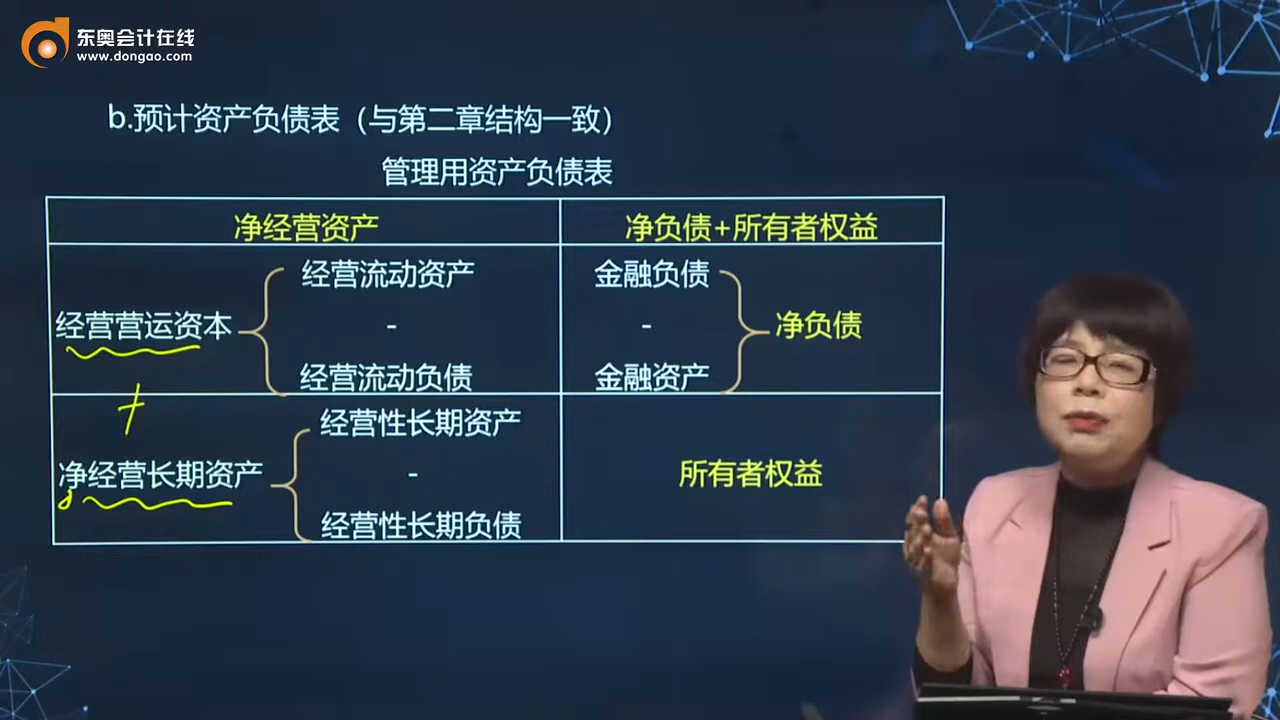 东奥会计在线
www.dongao.com
b.预计资产负债表（与第二章结构一致）
管理用资产负债表
净经营资产
净负债+所有者权益
经营流动资产
金融负债
经营营运资本
-
-
净负债
经营流动负债
金融资产
+
经营性长期资产
净经营长期资产
-
所有者权益
经营性长期负债